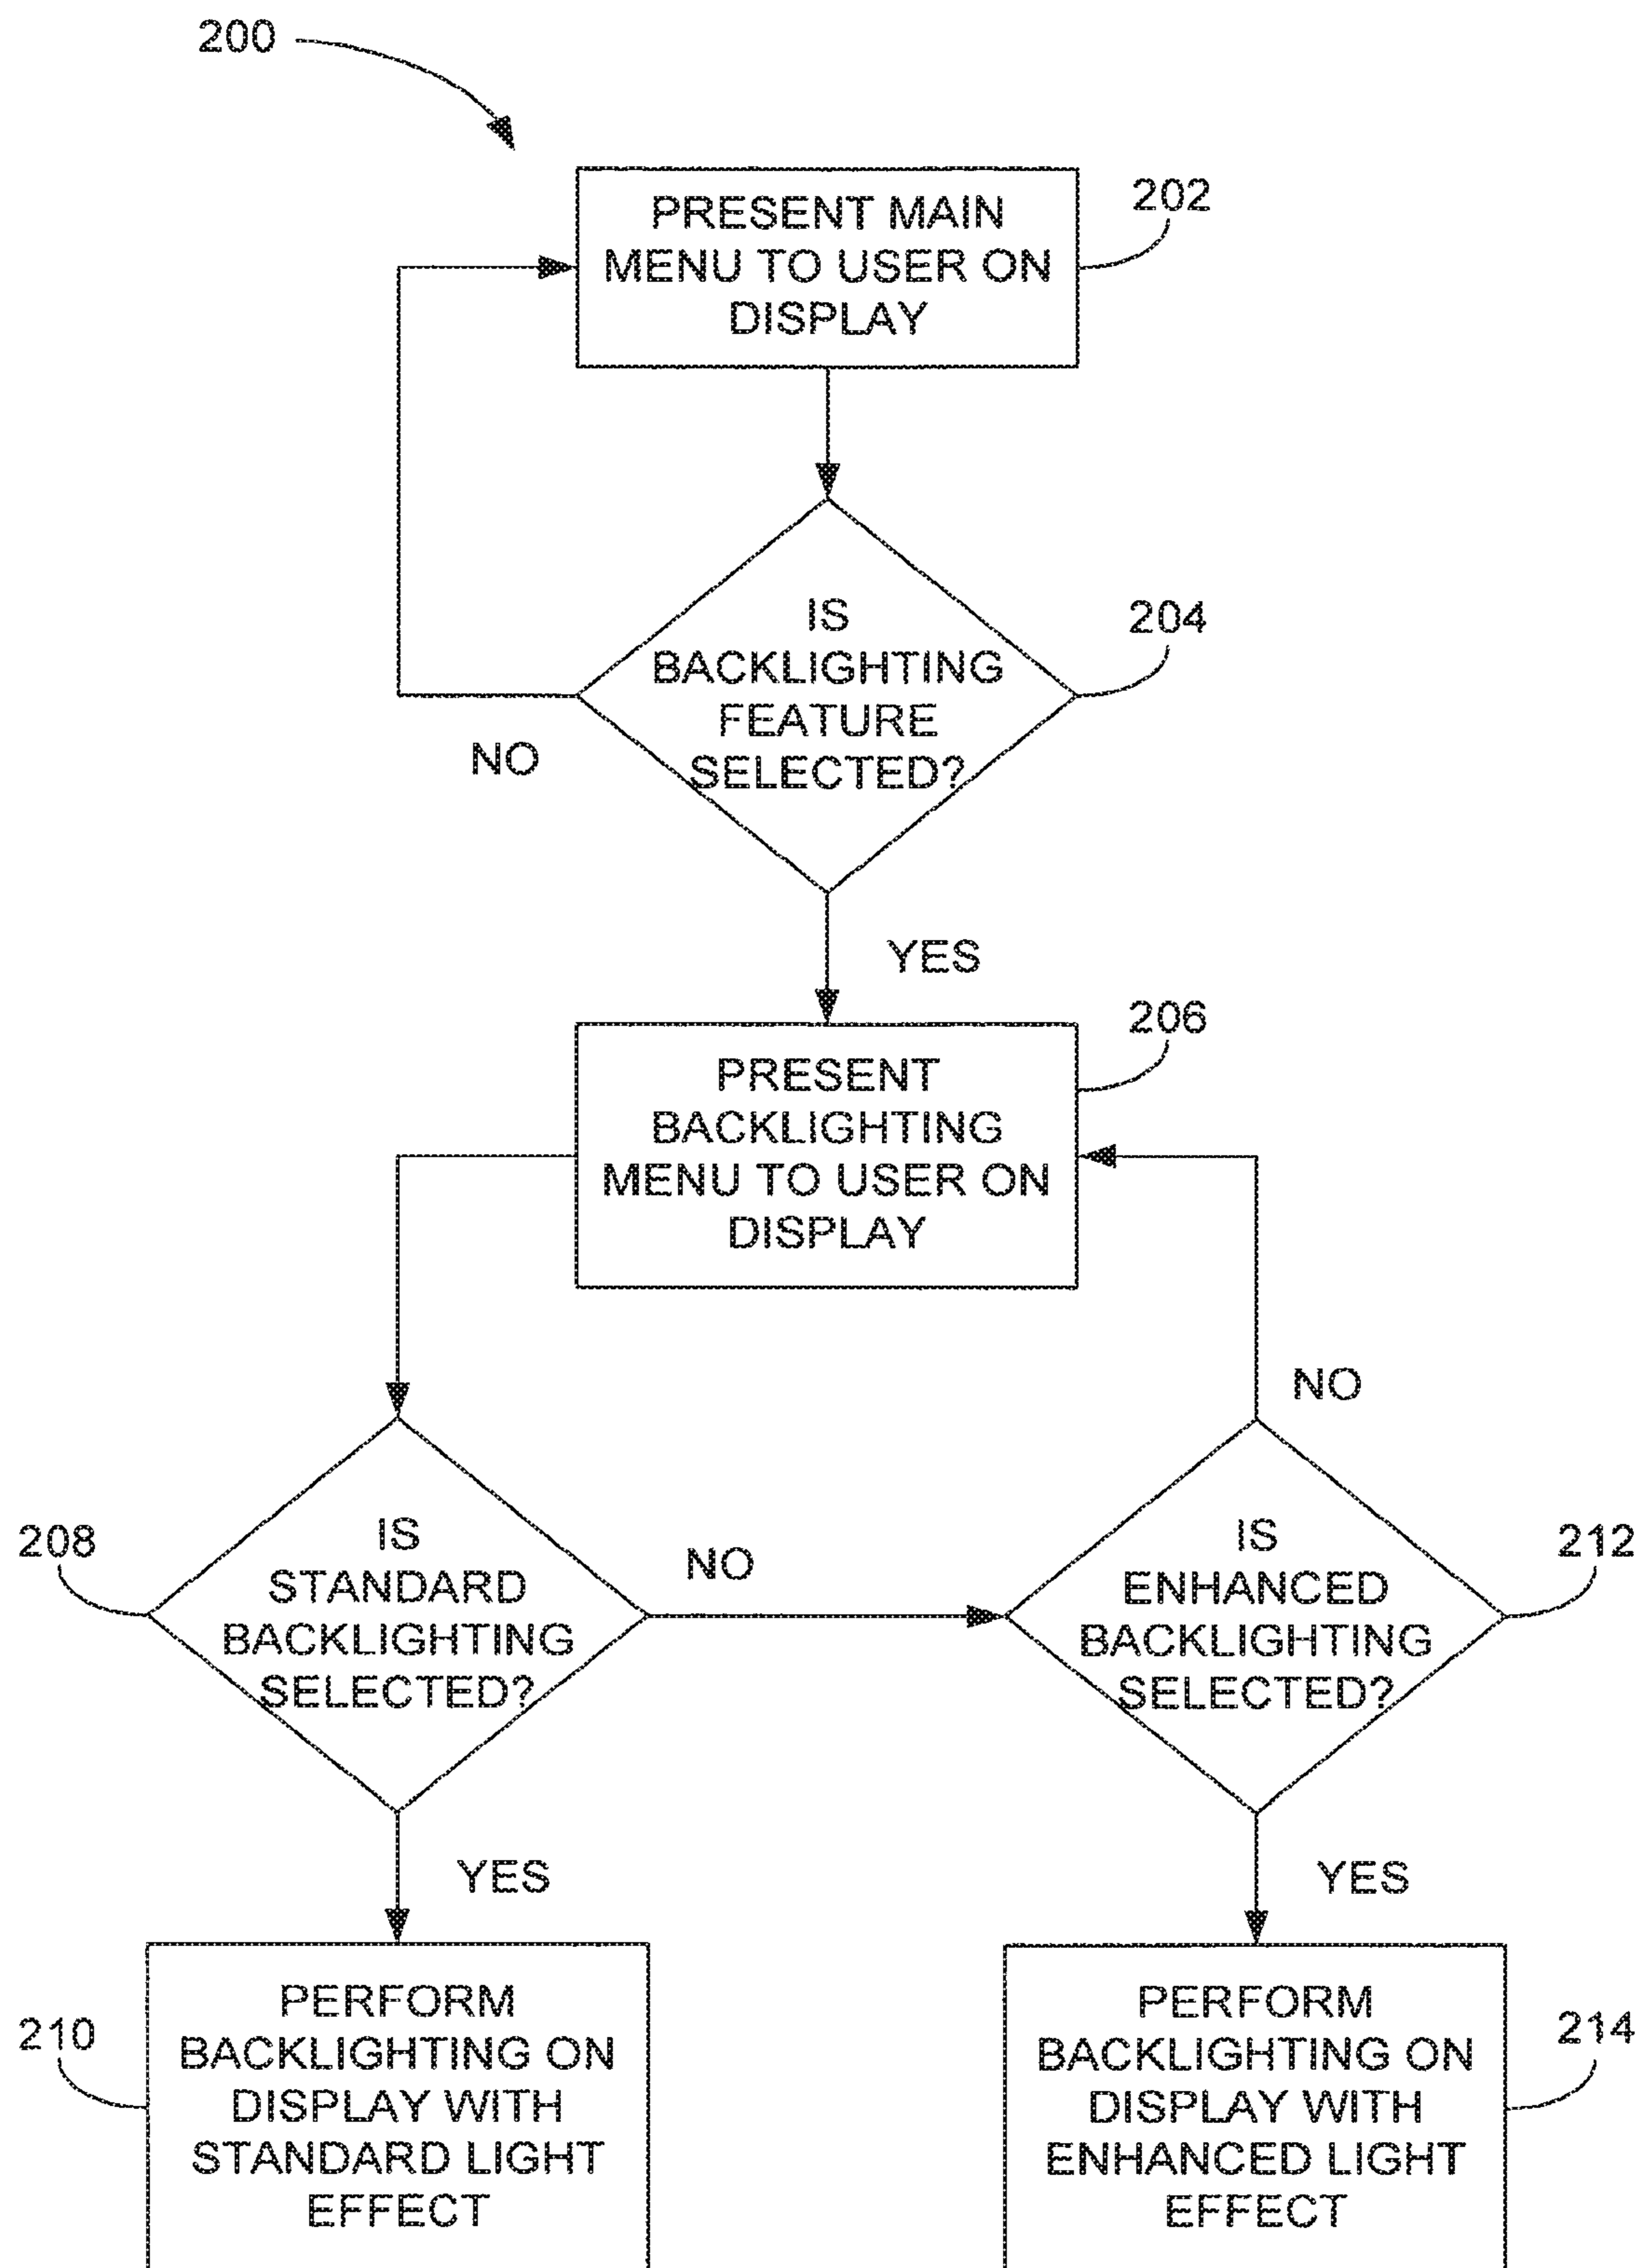 200
PRESENT MAIN
MENU TO USER ON
DISPLAY
202
IS
BACKLIGHTING
FEATURE
SELECTED?
204
NO
YES
PRESENT
BACKLIGHTING
MENU TO USER ON
DISPLAY
206
IS
STANDARD
BACKLIGHTING
SELECTED?
208
NO
IS
ENHANCED
BACKLIGHTING
SELECTED?
212
NO
YES
YES
PERFORM
BACKLIGHTING ON
DISPLAY WITH
STANDARD LIGHT
EFFECT
210
PERFORM
BACKLIGHTING ON
DISPLAY WITH
ENHANCED LIGHT
EFFECT
214